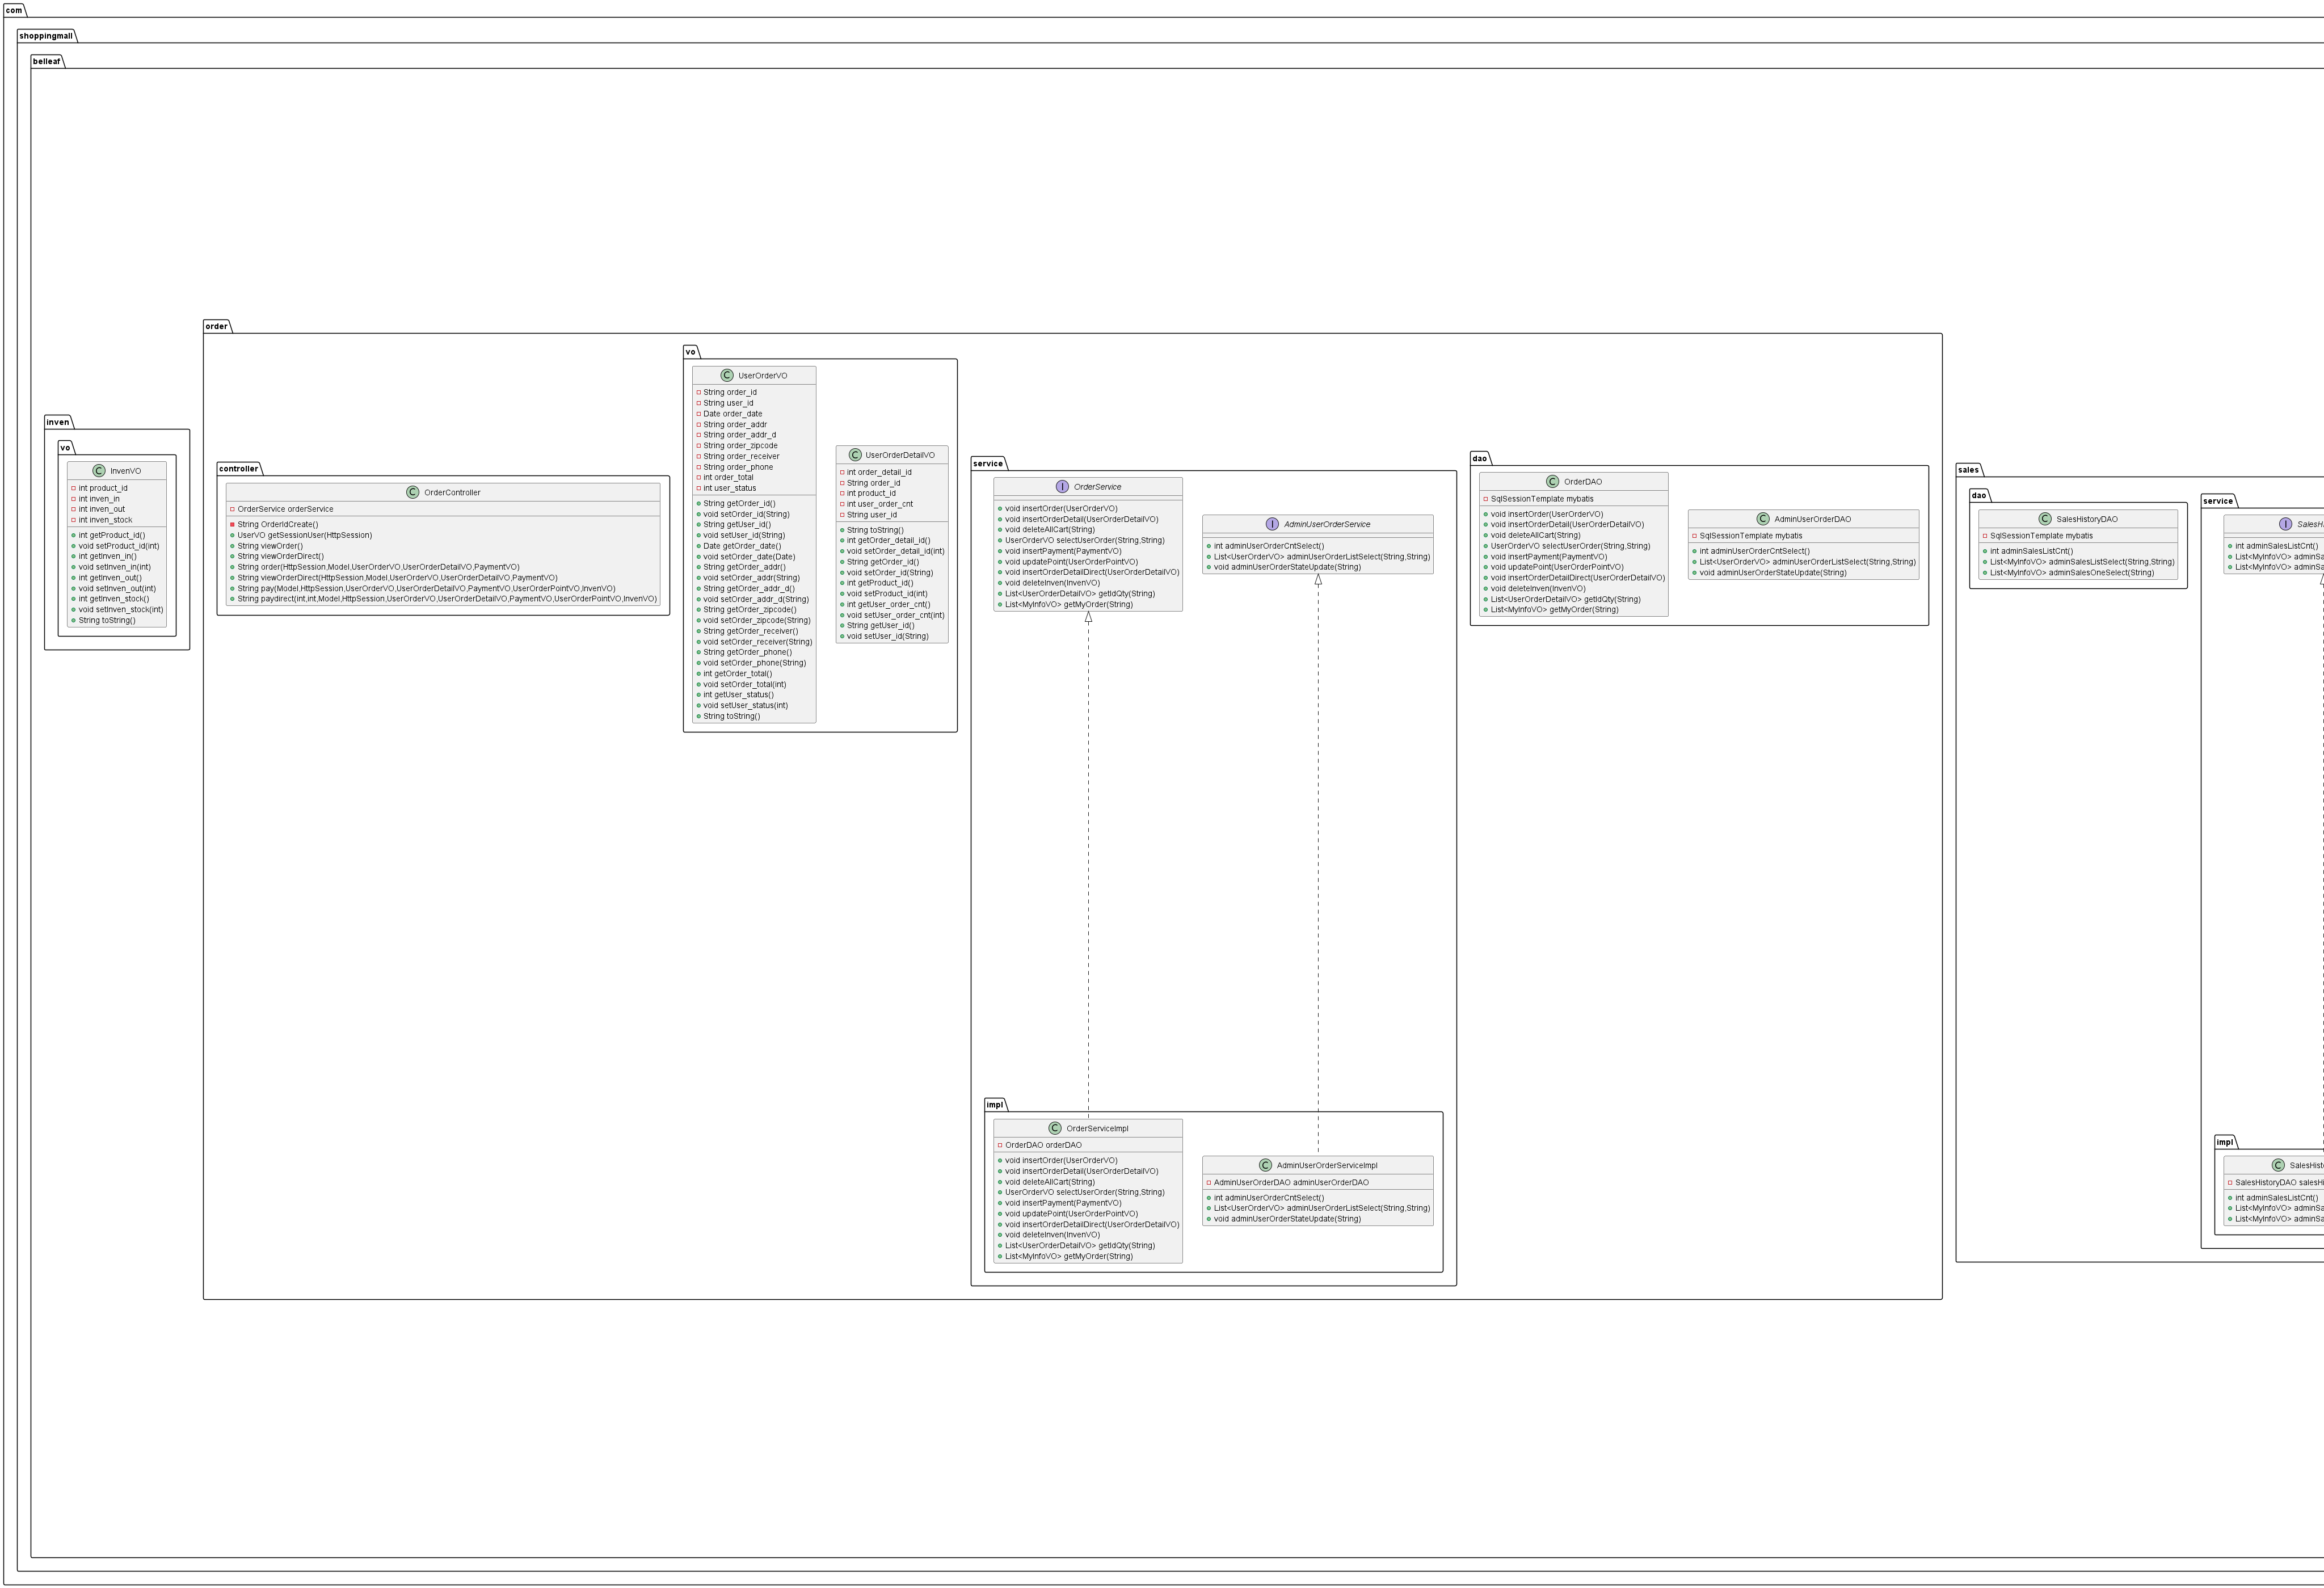 com
shoppingmall
belleaf
inven
vo
InvenVO
int product_id
int inven_in
int inven_out
int inven_stock
int getProduct_id()
void setProduct_id(int)
int getInven_in()
void setInven_in(int)
int getInven_out()
void setInven_out(int)
int getInven_stock()
void setInven_stock(int)
String toString()
order
controller
OrderController
OrderService orderService
String OrderIdCreate()
UserVO getSessionUser(HttpSession)
String viewOrder()
String viewOrderDirect()
String order(HttpSession,Model,UserOrderVO,UserOrderDetailVO,PaymentVO)
String viewOrderDirect(HttpSession,Model,UserOrderVO,UserOrderDetailVO,PaymentVO)
String pay(Model,HttpSession,UserOrderVO,UserOrderDetailVO,PaymentVO,UserOrderPointVO,InvenVO)
String paydirect(int,int,Model,HttpSession,UserOrderVO,UserOrderDetailVO,PaymentVO,UserOrderPointVO,InvenVO)
vo
UserOrderVO
String order_id
String user_id
Date order_date
String order_addr
String order_addr_d
String order_zipcode
String order_receiver
String order_phone
int order_total
int user_status
String getOrder_id()
void setOrder_id(String)
String getUser_id()
void setUser_id(String)
Date getOrder_date()
void setOrder_date(Date)
String getOrder_addr()
void setOrder_addr(String)
String getOrder_addr_d()
void setOrder_addr_d(String)
String getOrder_zipcode()
void setOrder_zipcode(String)
String getOrder_receiver()
void setOrder_receiver(String)
String getOrder_phone()
void setOrder_phone(String)
int getOrder_total()
void setOrder_total(int)
int getUser_status()
void setUser_status(int)
String toString()
UserOrderDetailVO
int order_detail_id
String order_id
int product_id
int user_order_cnt
String user_id
String toString()
int getOrder_detail_id()
void setOrder_detail_id(int)
String getOrder_id()
void setOrder_id(String)
int getProduct_id()
void setProduct_id(int)
int getUser_order_cnt()
void setUser_order_cnt(int)
String getUser_id()
void setUser_id(String)
service
OrderService
void insertOrder(UserOrderVO)
void insertOrderDetail(UserOrderDetailVO)
void deleteAllCart(String)
UserOrderVO selectUserOrder(String,String)
void insertPayment(PaymentVO)
void updatePoint(UserOrderPointVO)
void insertOrderDetailDirect(UserOrderDetailVO)
void deleteInven(InvenVO)
List<UserOrderDetailVO> getIdQty(String)
List<MyInfoVO> getMyOrder(String)
AdminUserOrderService
int adminUserOrderCntSelect()
List<UserOrderVO> adminUserOrderListSelect(String,String)
void adminUserOrderStateUpdate(String)
impl
OrderServiceImpl
OrderDAO orderDAO
void insertOrder(UserOrderVO)
void insertOrderDetail(UserOrderDetailVO)
void deleteAllCart(String)
UserOrderVO selectUserOrder(String,String)
void insertPayment(PaymentVO)
void updatePoint(UserOrderPointVO)
void insertOrderDetailDirect(UserOrderDetailVO)
void deleteInven(InvenVO)
List<UserOrderDetailVO> getIdQty(String)
List<MyInfoVO> getMyOrder(String)
AdminUserOrderServiceImpl
AdminUserOrderDAO adminUserOrderDAO
int adminUserOrderCntSelect()
List<UserOrderVO> adminUserOrderListSelect(String,String)
void adminUserOrderStateUpdate(String)
dao
OrderDAO
SqlSessionTemplate mybatis
void insertOrder(UserOrderVO)
void insertOrderDetail(UserOrderDetailVO)
void deleteAllCart(String)
UserOrderVO selectUserOrder(String,String)
void insertPayment(PaymentVO)
void updatePoint(UserOrderPointVO)
void insertOrderDetailDirect(UserOrderDetailVO)
void deleteInven(InvenVO)
List<UserOrderDetailVO> getIdQty(String)
List<MyInfoVO> getMyOrder(String)
AdminUserOrderDAO
SqlSessionTemplate mybatis
int adminUserOrderCntSelect()
List<UserOrderVO> adminUserOrderListSelect(String,String)
void adminUserOrderStateUpdate(String)
sales
dao
SalesHistoryDAO
SqlSessionTemplate mybatis
int adminSalesListCnt()
List<MyInfoVO> adminSalesListSelect(String,String)
List<MyInfoVO> adminSalesOneSelect(String)
service
int adminSalesListCnt()
List<MyInfoVO>
List<MyInfoVO>
impl
SalesHistoryDAO
int adminSalesListCnt()
List<MyInfoVO>
List<MyInfoVO>